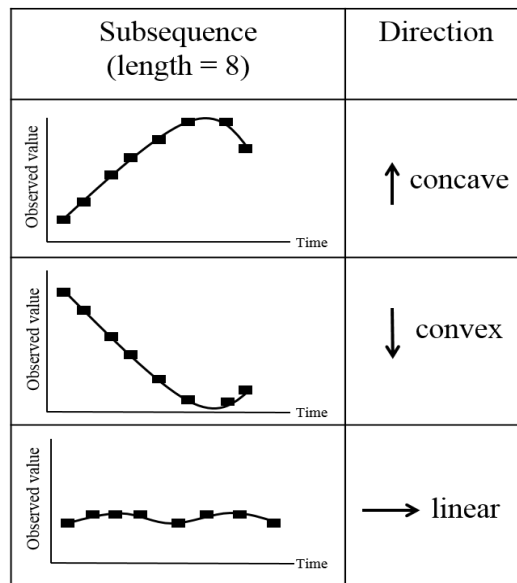 Subsequence
(length = 8)
Direction
Observed value
Time
concave
Observed value
Time
convex
Observed value
Time
linear